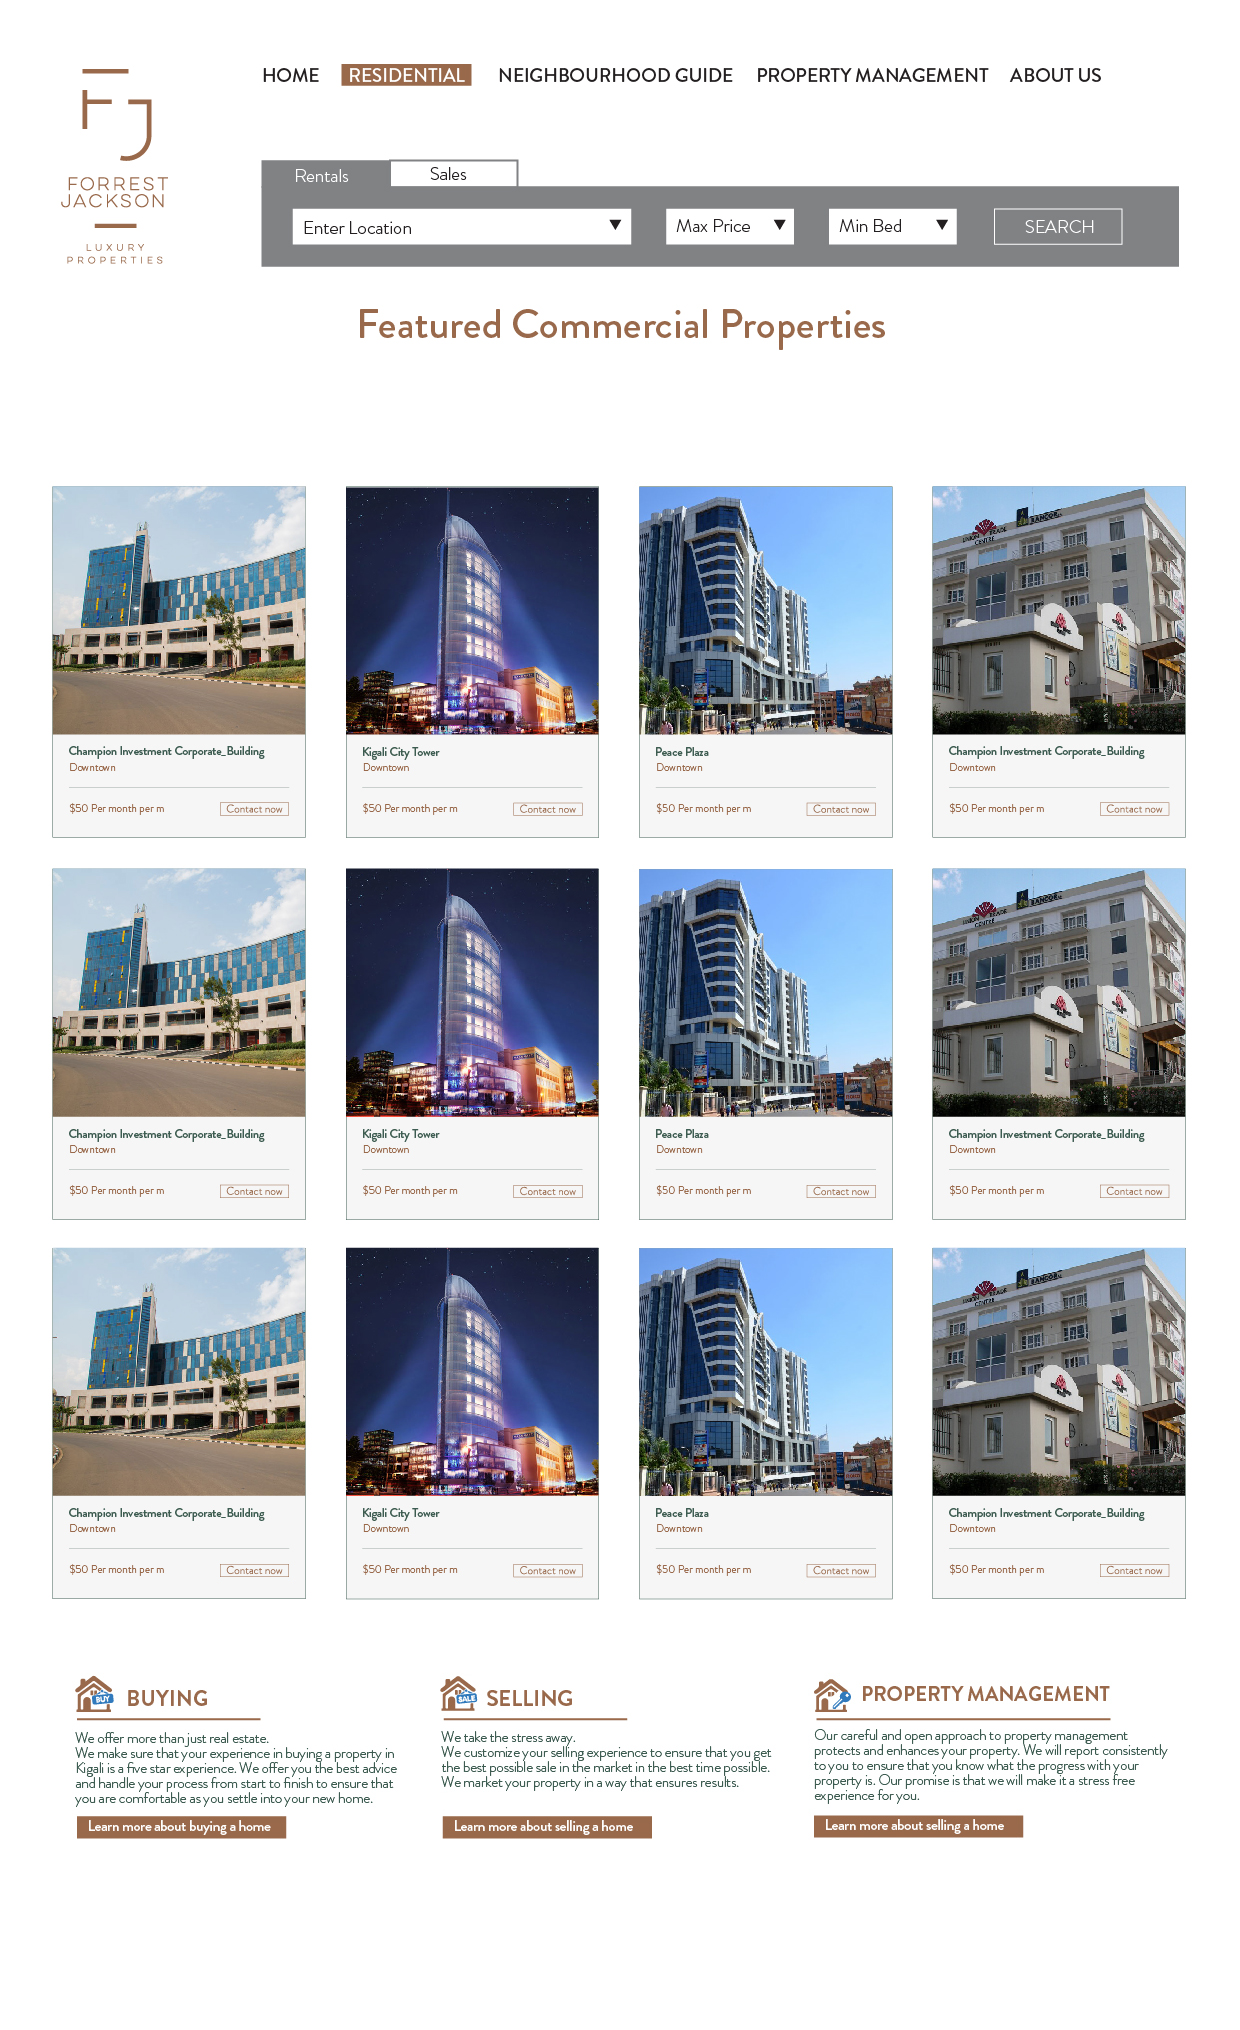 HOME RESIDENTIAL NEIGHBOURHOOD GUIDE PROPERTY MANAGEMENT ABOUT US
FORREST
JACKSON
LUXURY
PROPERTIES
Rentals Sales
Enter Location ▼ Max Price ▼ Min Bed ▼ SEARCH
Featured Commercial Properties
UNION TRADE
CENTRE
BANCOR
Champion Investment Corporate_Building
Downtown
$50 Per month per m Contact now
Kigali City Tower
Downtown
$50 Per month per m Contact now
Peace Plaza
Downtown
$50 Per month per m Contact now
Champion Investment Corporate_Building
Downtown
$50 Per month per m Contact now
UNION TRADE
CENTRE
BANCOR
Champion Investment Corporate_Building
Downtown
$50 Per month per m Contact now
Kigali City Tower
Downtown
$50 Per month per m Contact now
Peace Plaza
Downtown
$50 Per month per m Contact now
Champion Investment Corporate_Building
Downtown
$50 Per month per m Contact now
UNION TRADE
CENTRE
BANCOR
Champion Investment Corporate_Building
Downtown
$50 Per month per m Contact now
Kigali City Tower
Downtown
$50 Per month per m Contact now
Peace Plaza
Downtown
$50 Per month per m Contact now
Champion Investment Corporate_Building
Downtown
$50 Per month per m Contact now
BUY
BUYING
We offer more than just real estate.
We make sure that your experience in buying a property in
Kigali is a five star experience. We offer you the best advice
and handle your process from start to finish to ensure that
you are comfortable as you settle into your new home.
Learn more about buying a home
SALE
SELLING
We take the stress away.
We customize your selling experience to ensure that you get
the best possible sale in the market in the best time possible.
We market your property in a way that ensures results.
Learn more about selling a home
PROPERTY MANAGEMENT
Our careful and open approach to property management
protects and enhances your property. We will report consistently
to you to ensure that you know what the progress with your
property is. Our promise is that we will make it a stress free
experience for you.
Learn more about selling a home